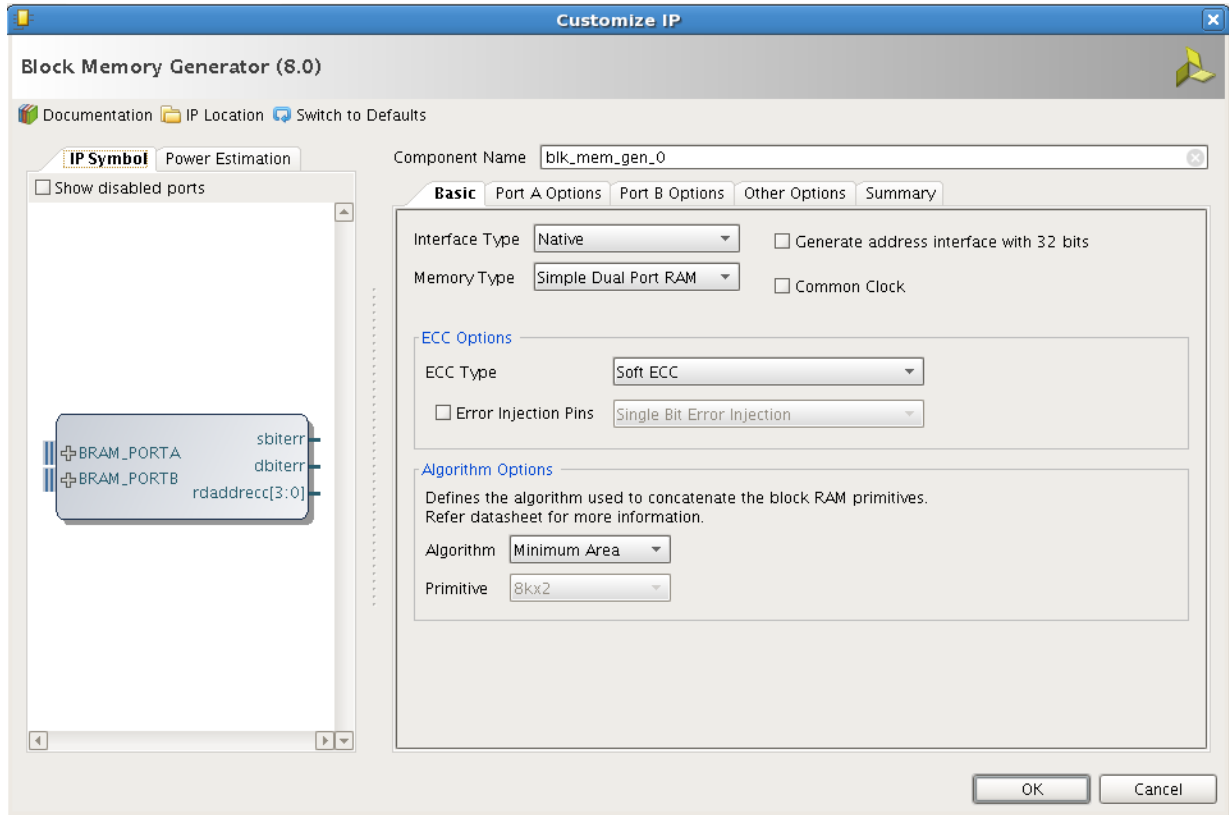 Customize IP
Block Memory Generator (8.0)
Documentation IP Location Switch to Defaults
IP Symbol Power Estimation
Show disabled ports
BRAM_PORTA
BRAM_PORTB
sbiterr
dbiterr
rdaddrecc[3:0]
Component Name blk_mem_gen_0
Basic Port A Options Port B Options Other Options Summary
Interface Type Native Generate address interface with 32 bits
Memory Type Simple Dual Port RAM Common Clock
ECC Options
ECC Type Soft ECC
Error Injection Pins Single Bit Error Injection
Algorithm Options
Defines the algorithm used to concatenate the block RAM primitives.
Refer datasheet for more information.
Algorithm Minimum Area
Primitive 8kx2
OK Cancel